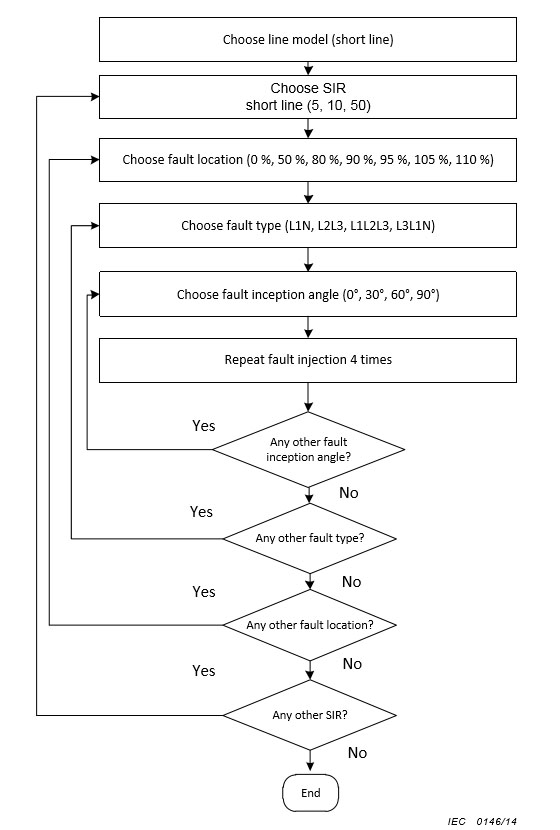 Choose line model (short line)
Choose SIR
short line (5, 10, 50)
Choose fault location (0 %, 50 %, 80 %, 90 %, 95 %, 105 %, 110 %)
Choose fault type (L1N, L2L3, L1L2L3, L3L1N)
Choose fault inception angle (0°, 30°, 60°, 90°)
Repeat fault injection 4 times
Yes
Any other fault
inception angle?
No
Yes
Any other fault type?
No
Yes
Any other fault location?
No
Yes
Any other SIR?
No
End
IEC 0146/14